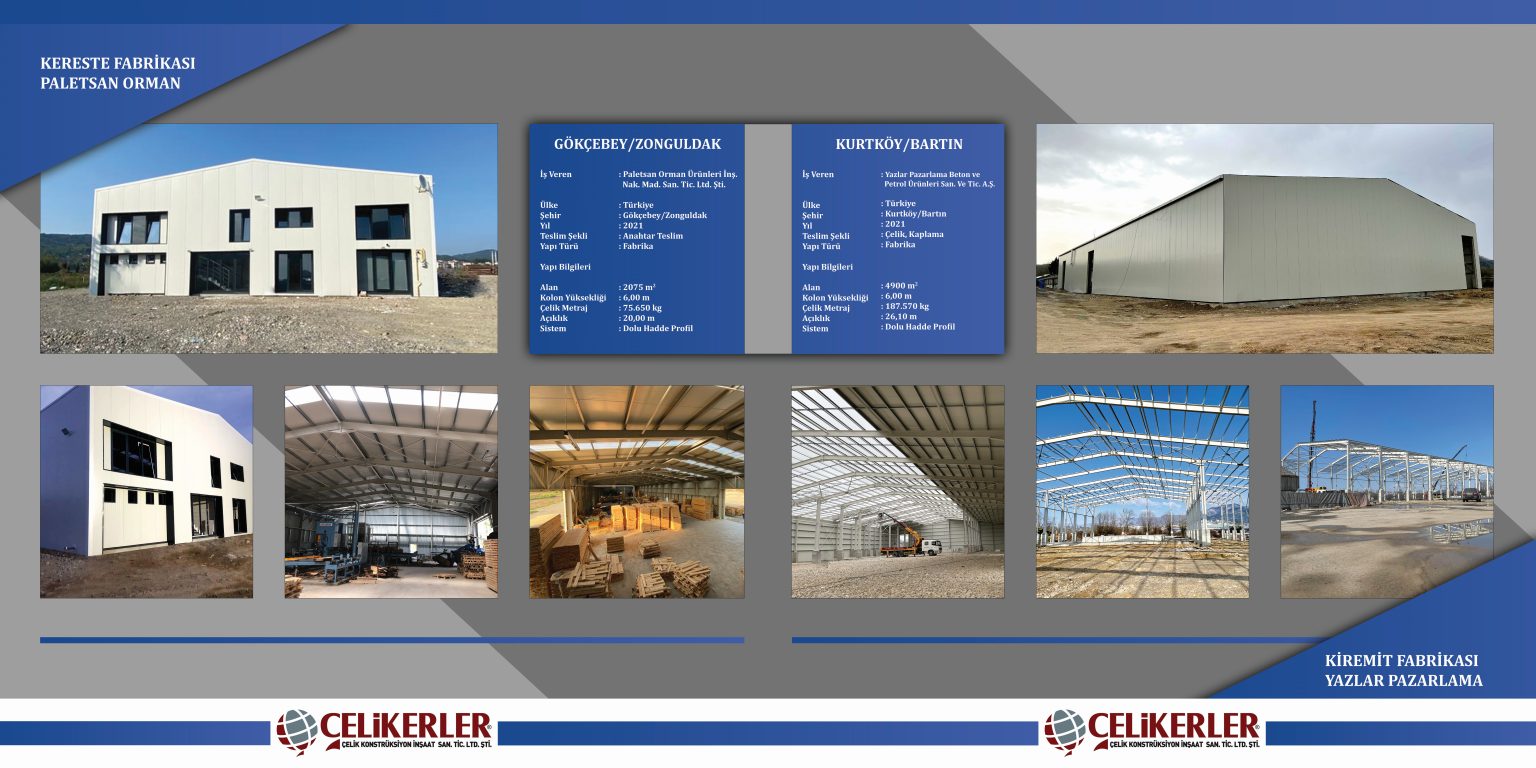 KERESTE FABRİKASI
PALETSAN ORMAN
GÖKÇEBEY/ZONGULDAK
İş Veren : Paletsan Orman Ürünleri İnş.
Nak. Mad. San. Tic. Ltd. Şti.
Ülke : Türkiye
Şehir : Gökçebey/Zonguldak
Yıl : 2021
Teslim Şekli : Anahtar Teslim
Yapı Türü : Fabrika
Yapı Bilgileri
Alan : 2075 m²
Kolon Yüksekliği : 6,00 m
Çelik Metraj : 75.650 kg
Açıklık : 20,00 m
Sistem : Dolu Hadde Profil
KURTKÖY/BARTIN
İş Veren : Yazlar Pazarlama Beton ve
Petrol Ürünleri San. Ve Tic. A.Ş.
Ülke : Türkiye
Şehir : Kurtköy/Bartın
Yıl : 2021
Teslim Şekli : Çelik, Kaplama
Yapı Türü : Fabrika
Yapı Bilgileri
Alan : 4900 m²
Kolon Yüksekliği : 6,00 m
Çelik Metraj : 187.570 kg
Açıklık : 26,10 m
Sistem : Dolu Hadde Profil
KİREMİT FABRİKASI
YAZLAR PAZARLAMA
ÇELİKERLER®
ÇELİK KONSTRÜKSİYON İNŞAAT SAN. TİC. LTD. ŞTİ.
ÇELİKERLER®
ÇELİK KONSTRÜKSİYON İNŞAAT SAN. TİC. LTD. ŞTİ.